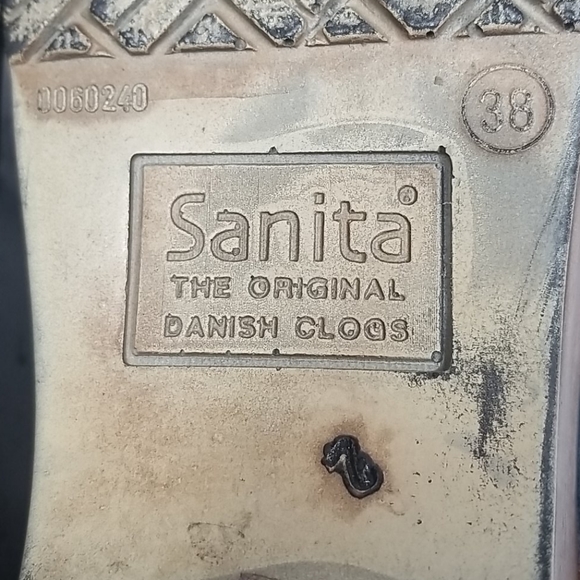 0060240
38
Sanita®
THE ORIGINAL
DANISH CLOGS